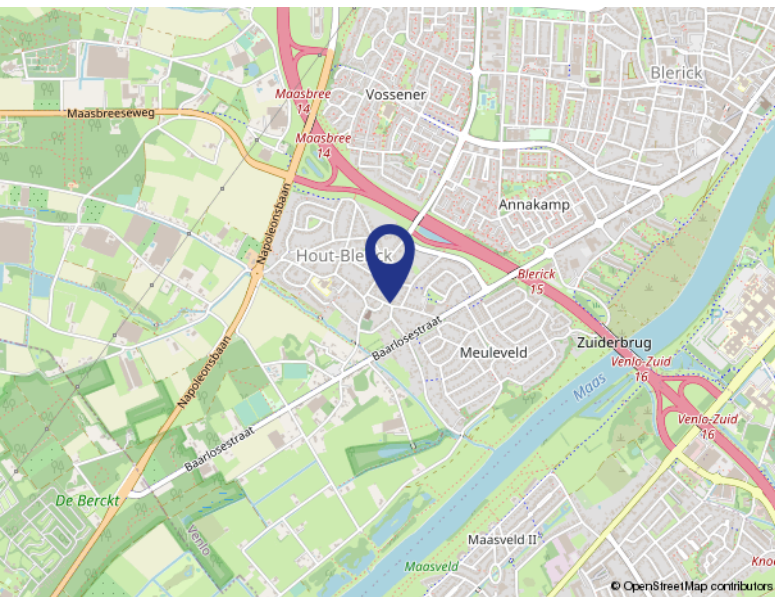 Blerick
Maasbree
14
Vossener
Maasbreeseweg
Maasbree
14
Annakamp
Napoleonsbaan
Hout-Blerick
Blerick
15
Baarlosestraat
Zuiderbrug
Meuleveld
Venlo-Zuid
16
Napoleonsbaan
Maas
Venlo-Zuid
16
Baarlosestraat
De Berckt
Venlo
Maasveld II
Maasveld
Kno
© OpenStreetMap contributors